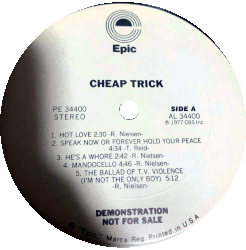 Epic
CHEAP TRICK
PE 34400
STEREO
SIDE A
AL 34400
℗ 1977 CBS Inc.
1. HOT LOVE 2:30 -R. Nielsen-
2. SPEAK NOW OR FOREVER HOLD YOUR PEACE
4:34 -T. Reid-
3. HE'S A WHORE 2:42 -R. Nielsen-
4. MANDOCELLO 4:46 -R. Nielsen-
5. THE BALLAD OF T.V. VIOLENCE
(I'M NOT THE ONLY BOY) 5:12
-R. Nielsen-
DEMONSTRATION
NOT FOR SALE
® "Epic," Marca Reg. Printed in U.S.A.